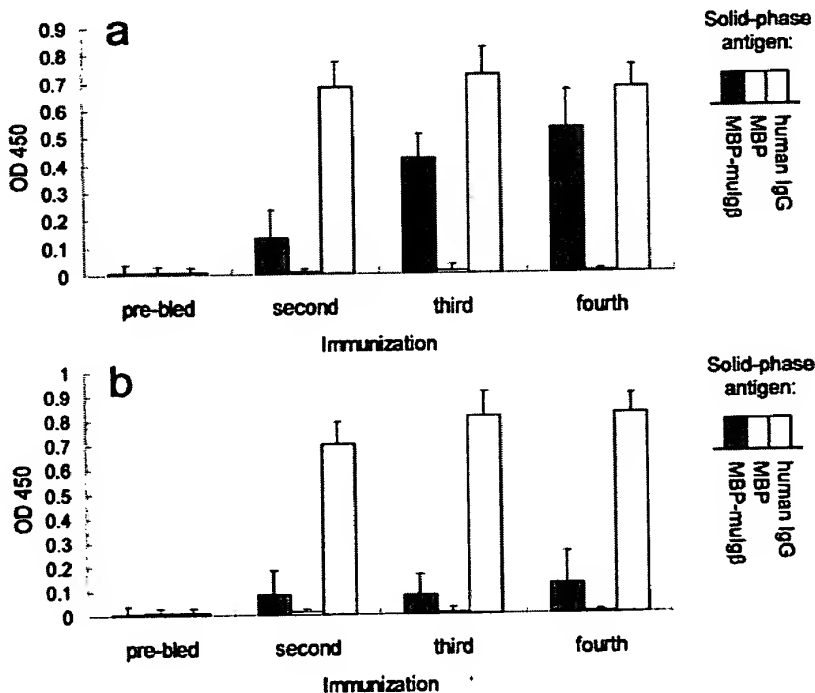 a
0.9
0.8
0.7
0.6
0.5
0.4
0.3
0.2
0.1
0
OD 450
pre-bled second third fourth
Immunization
Solid-phase
antigen:
MBP-muIgβ
MBP
human IgG
b
1
0.9
0.8
0.7
0.6
0.5
0.4
0.3
0.2
0.1
0
OD 450
pre-bled second third fourth
Immunization
Solid-phase
antigen:
MBP-muIgβ
MBP
human IgG